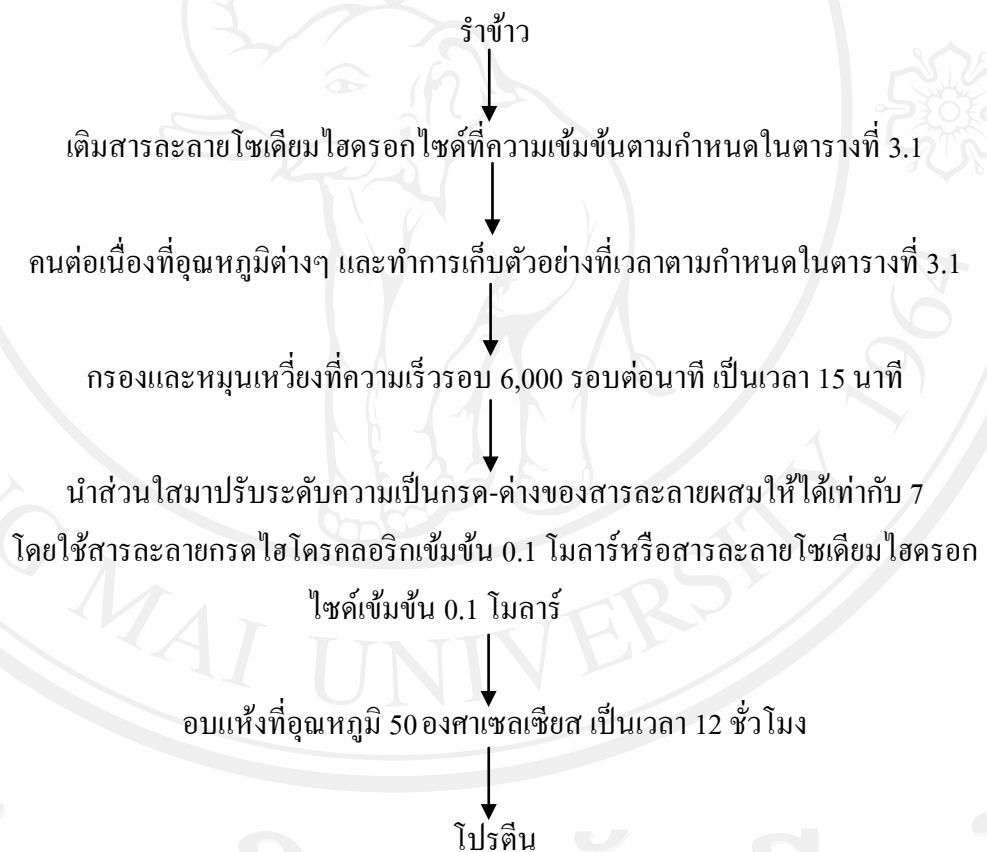 รำข้าว
เติมสารละลายโซเดียมไฮดรอกไซด์ที่ความเข้มข้นตามกำหนดในตารางที่ 3.1
คนต่อเนื่องที่อุณหภูมิต่างๆ และทำการเก็บตัวอย่างที่เวลาตามกำหนดในตารางที่ 3.1
กรองและหมุนเหวี่ยงที่ความเร็วรอบ 6,000 รอบต่อนาที เป็นเวลา 15 นาที
นำส่วนใสมาปรับระดับความเป็นกรด-ด่างของสารละลายผสมให้ได้เท่ากับ 7
โดยใช้สารละลายกรดไฮโดรคลอริกเข้มข้น 0.1 โมลาร์หรือสารละลายโซเดียมไฮดรอก
ไซด์เข้มข้น 0.1 โมลาร์
อบแห้งที่อุณหภูมิ 50 องศาเซลเซียส เป็นเวลา 12 ชั่วโมง
โปรตีน
G MAI UNIVERSITY 1964